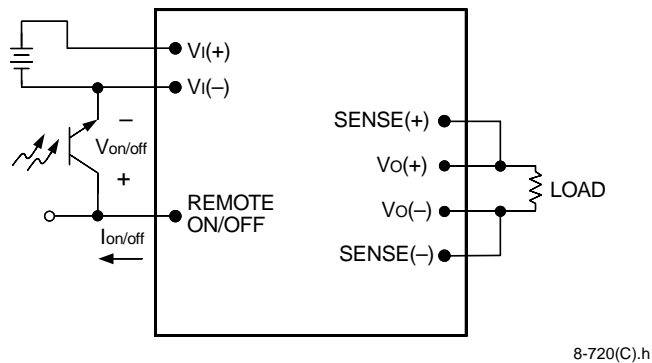 VI(+)
VI(–)
–
Von/off
+
REMOTE
ON/OFF
Ion/off
SENSE(+)
VO(+)
VO(–)
SENSE(–)
LOAD
8-720(C).h